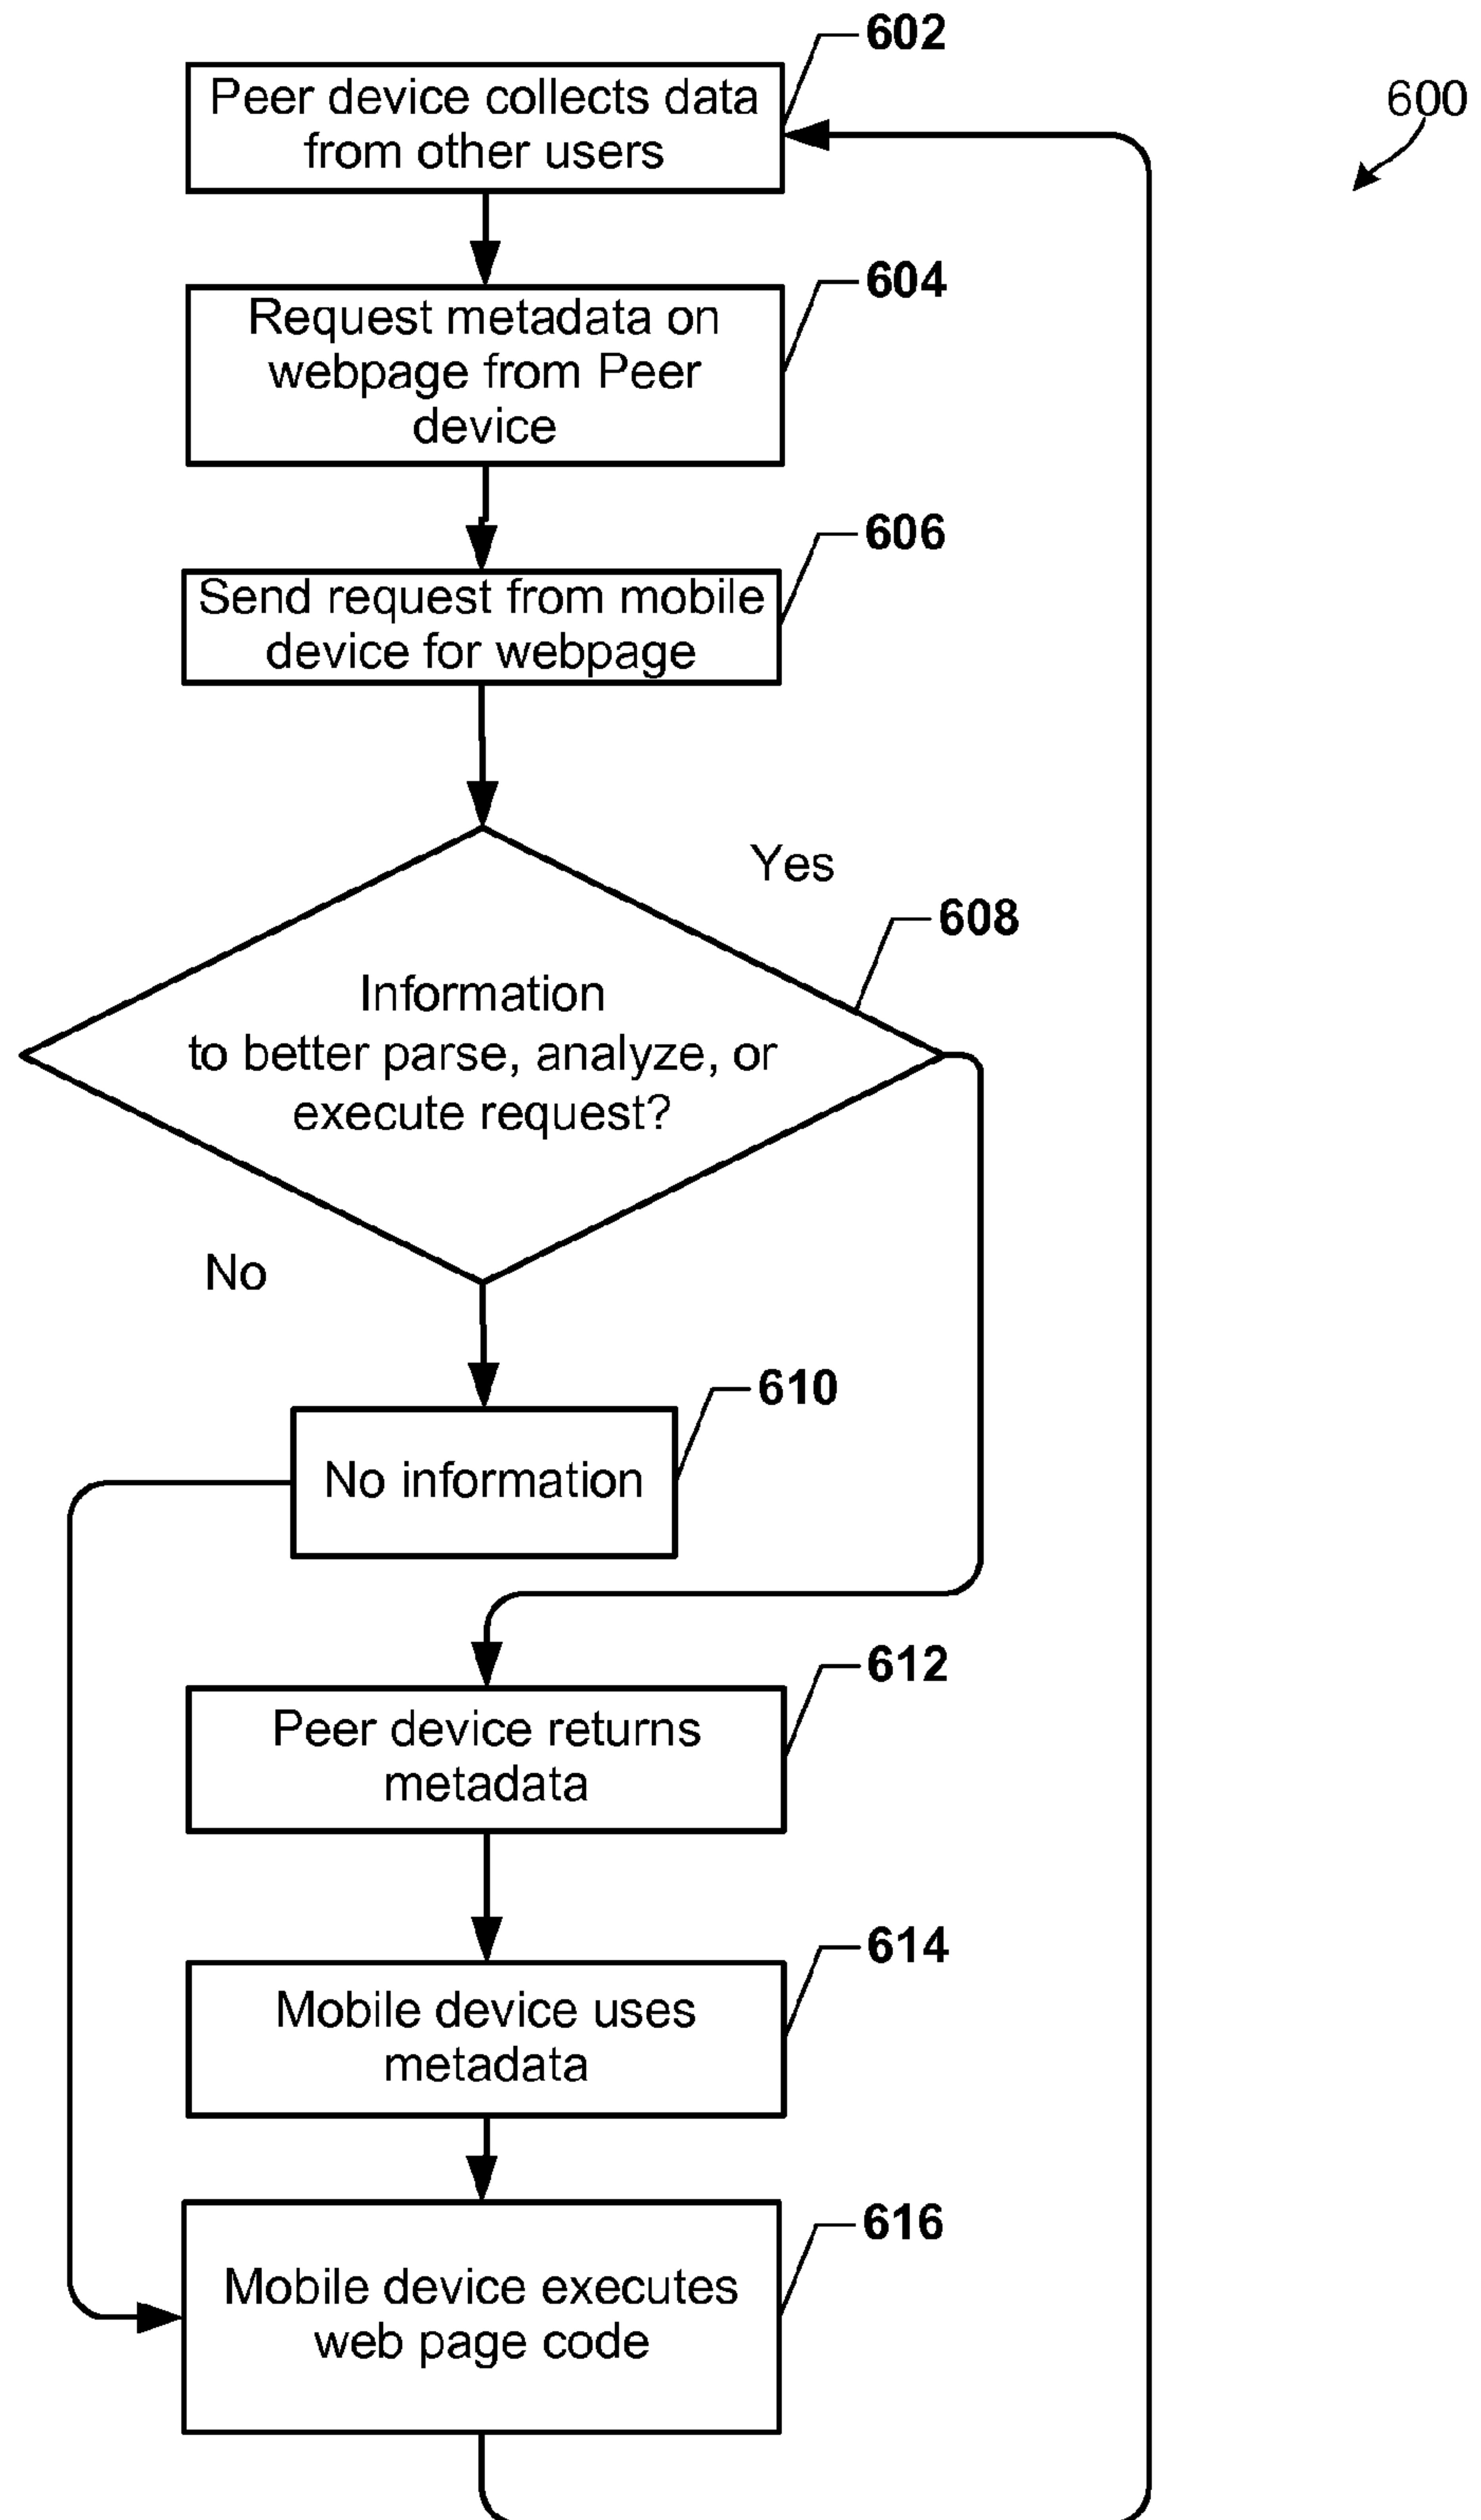 602
600
Peer device collects data
from other users
604
Request metadata on
webpage from Peer
device
606
Send request from mobile
device for webpage
Yes
608
Information
to better parse, analyze, or
execute request?
No
610
No information
612
Peer device returns
metadata
614
Mobile device uses
metadata
616
Mobile device executes
web page code